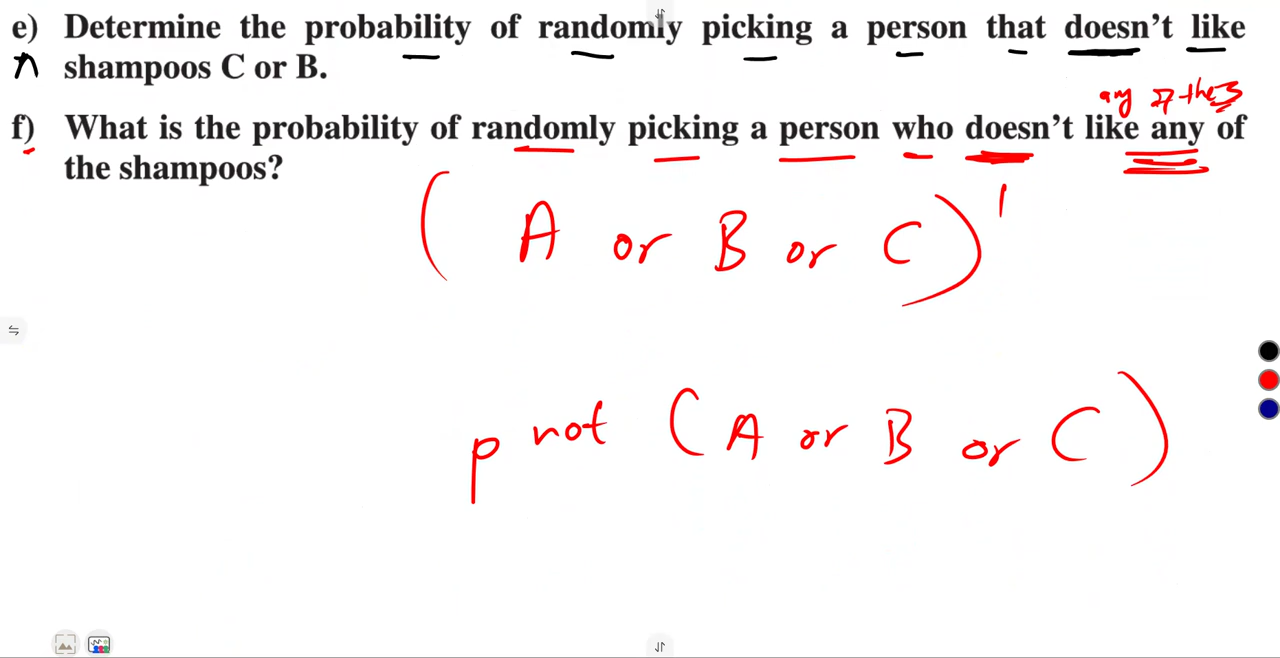 e) Determine the probability of randomly picking a person that doesn't like
shampoos C or B.
any of the 3
f) What is the probability of randomly picking a person who doesn't like any of
the shampoos?
( A or B or C )'
p not ( A or B or C )